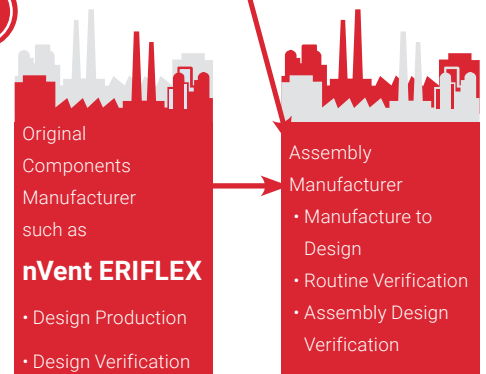 Original
Components
Manufacturer
such as
nVent ERIFLEX
• Design Production
• Design Verification
Assembly
Manufacturer
• Manufacture to
Design
• Routine Verification
• Assembly Design
Verification